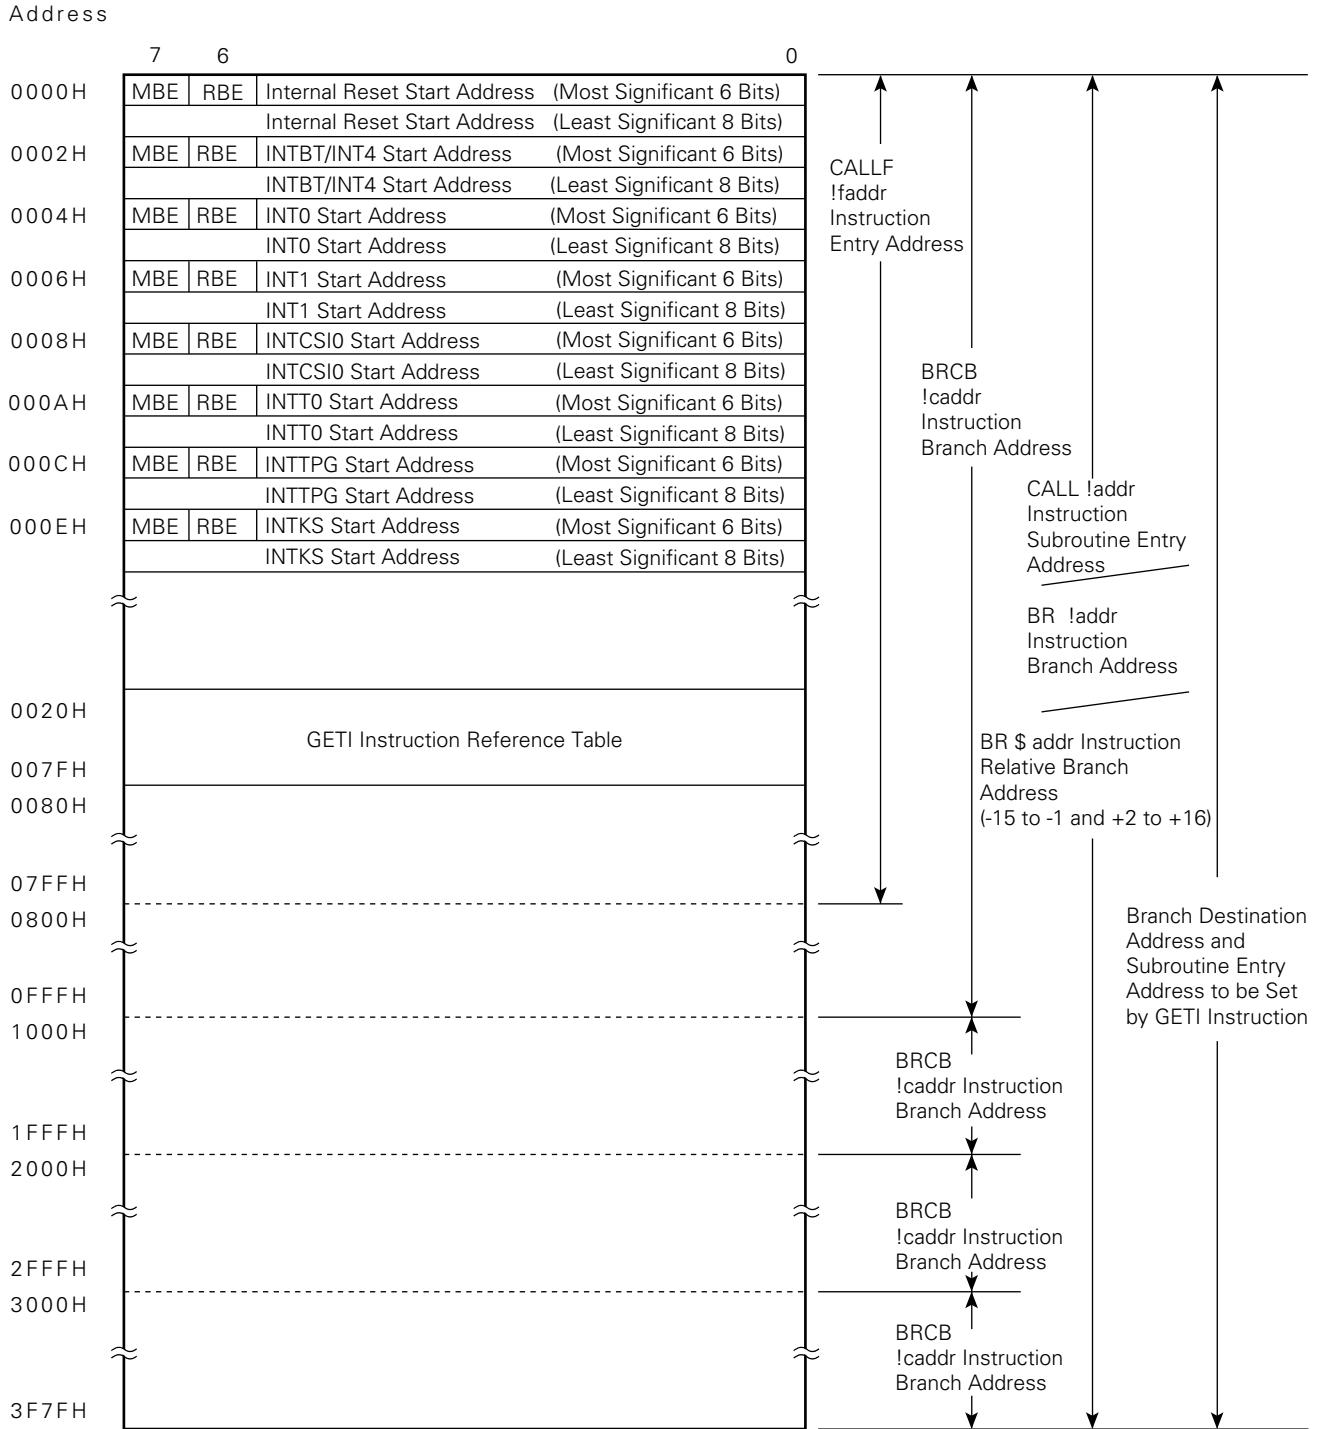 Address
7 6 0
0000H MBE RBE Internal Reset Start Address (Most Significant 6 Bits)
Internal Reset Start Address (Least Significant 8 Bits)
0002H MBE RBE INTBT/INT4 Start Address (Most Significant 6 Bits)
INTBT/INT4 Start Address (Least Significant 8 Bits)
0004H MBE RBE INT0 Start Address (Most Significant 6 Bits)
INT0 Start Address (Least Significant 8 Bits)
0006H MBE RBE INT1 Start Address (Most Significant 6 Bits)
INT1 Start Address (Least Significant 8 Bits)
0008H MBE RBE INTCSI0 Start Address (Most Significant 6 Bits)
INTCSI0 Start Address (Least Significant 8 Bits)
000AH MBE RBE INTT0 Start Address (Most Significant 6 Bits)
INTT0 Start Address (Least Significant 8 Bits)
000CH MBE RBE INTTPG Start Address (Most Significant 6 Bits)
INTTPG Start Address (Least Significant 8 Bits)
000EH MBE RBE INTKS Start Address (Most Significant 6 Bits)
INTKS Start Address (Least Significant 8 Bits)
0020H
GETI Instruction Reference Table
007FH
0080H
07FFH
0800H
0FFFH
1000H
1FFFH
2000H
2FFFH
3000H
3F7FH
CALLF
!faddr
Instruction
Entry Address
BRCB
!caddr
Instruction
Branch Address
CALL !addr
Instruction
Subroutine Entry
Address
BR !addr
Instruction
Branch Address
BR $ addr Instruction
Relative Branch
Address
(-15 to -1 and +2 to +16)
Branch Destination
Address and
Subroutine Entry
Address to be Set
by GETI Instruction
BRCB
!caddr Instruction
Branch Address
BRCB
!caddr Instruction
Branch Address
BRCB
!caddr Instruction
Branch Address